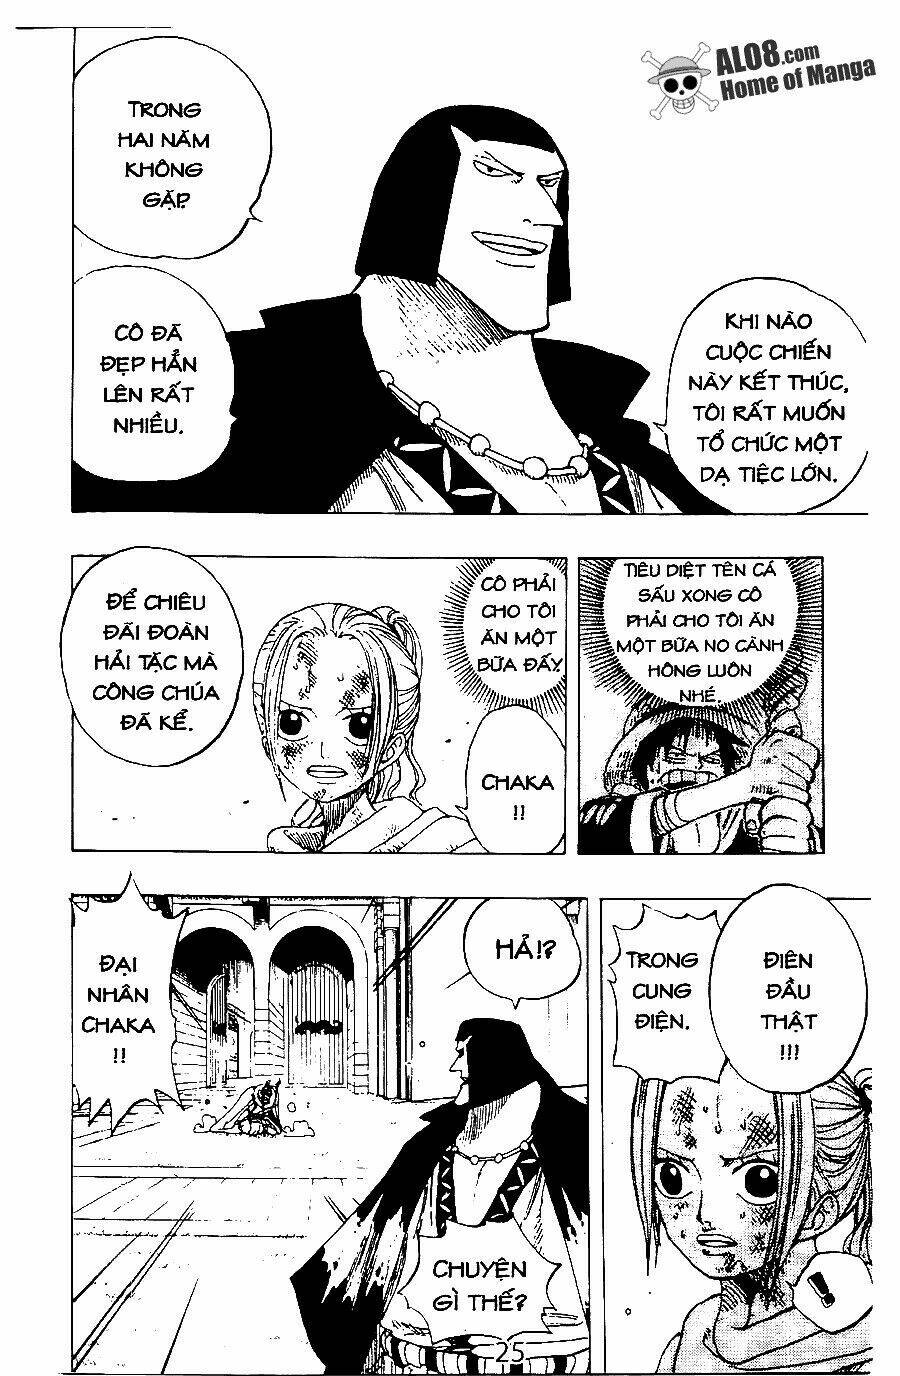 ALO8.com
Home of Manga
TRONG
HAI NĂM
KHÔNG
GẶP.
CÔ ĐÃ
ĐẸP HẲN
LÊN RẤT
NHIỀU.
KHI NÀO
CUỘC CHIẾN
NÀY KẾT THÚC,
TÔI RẤT MUỐN
TỔ CHỨC MỘT
DẠ TIỆC LỚN.
ĐỂ CHIÊU
ĐÃI ĐOÀN
HẢI TẶC MÀ
CÔNG CHÚA
ĐÃ KỂ.
CÔ PHẢI
CHO TÔI
ĂN MỘT
BỮA ĐẤY.
CHAKA
!!
TIÊU DIỆT TÊN CÁ
SẤU XONG CÔ
PHẢI CHO TÔI ĂN
MỘT BỮA NO CÀNH
HÔNG LUÔN
NHÉ.
ĐẠI
NHÂN
CHAKA
!!
HẢ!?
CHUYỆN
GÌ THẾ?
TRONG
CUNG
ĐIỆN.
ĐIÊN
ĐẦU
THẬT
!!!
!
25